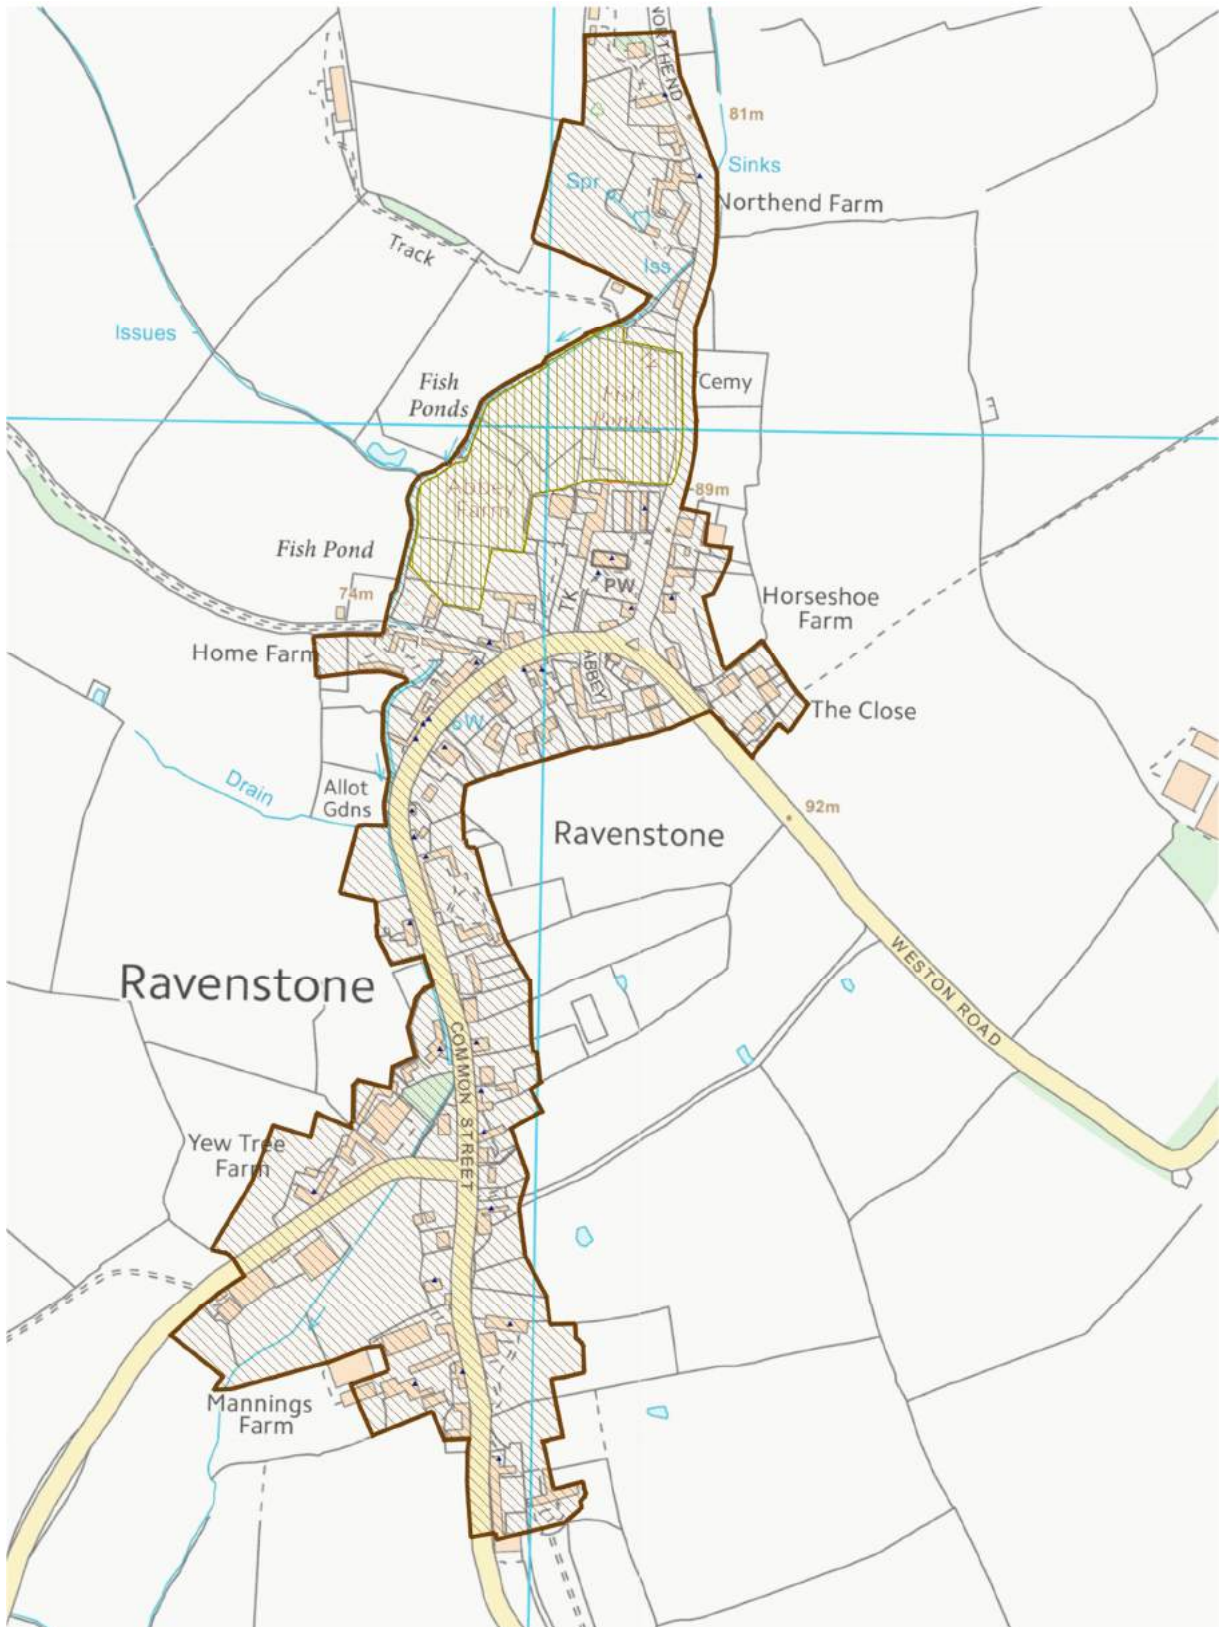 NORTHEND
81m
Sinks
Spr
Northend Farm
Track
Iss
Issues
Fish
Ponds
Fish
Ponds
Cemy
Abbey
Farm
89m
Fish Pond
PW
TK
74m
Horseshoe
Farm
Home Farm
ABBEY
The Close
W
Drain
Allot
Gdns
92m
Ravenstone
WESTON ROAD
Ravenstone
COMMON STREET
Yew Tree
Farm
Mannings
Farm